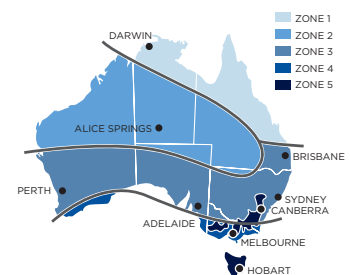 DARWIN
ZONE 1
ZONE 2
ZONE 3
ZONE 4
ZONE 5
ALICE SPRINGS
BRISBANE
PERTH
SYDNEY
CANBERRA
ADELAIDE
MELBOURNE
HOBART